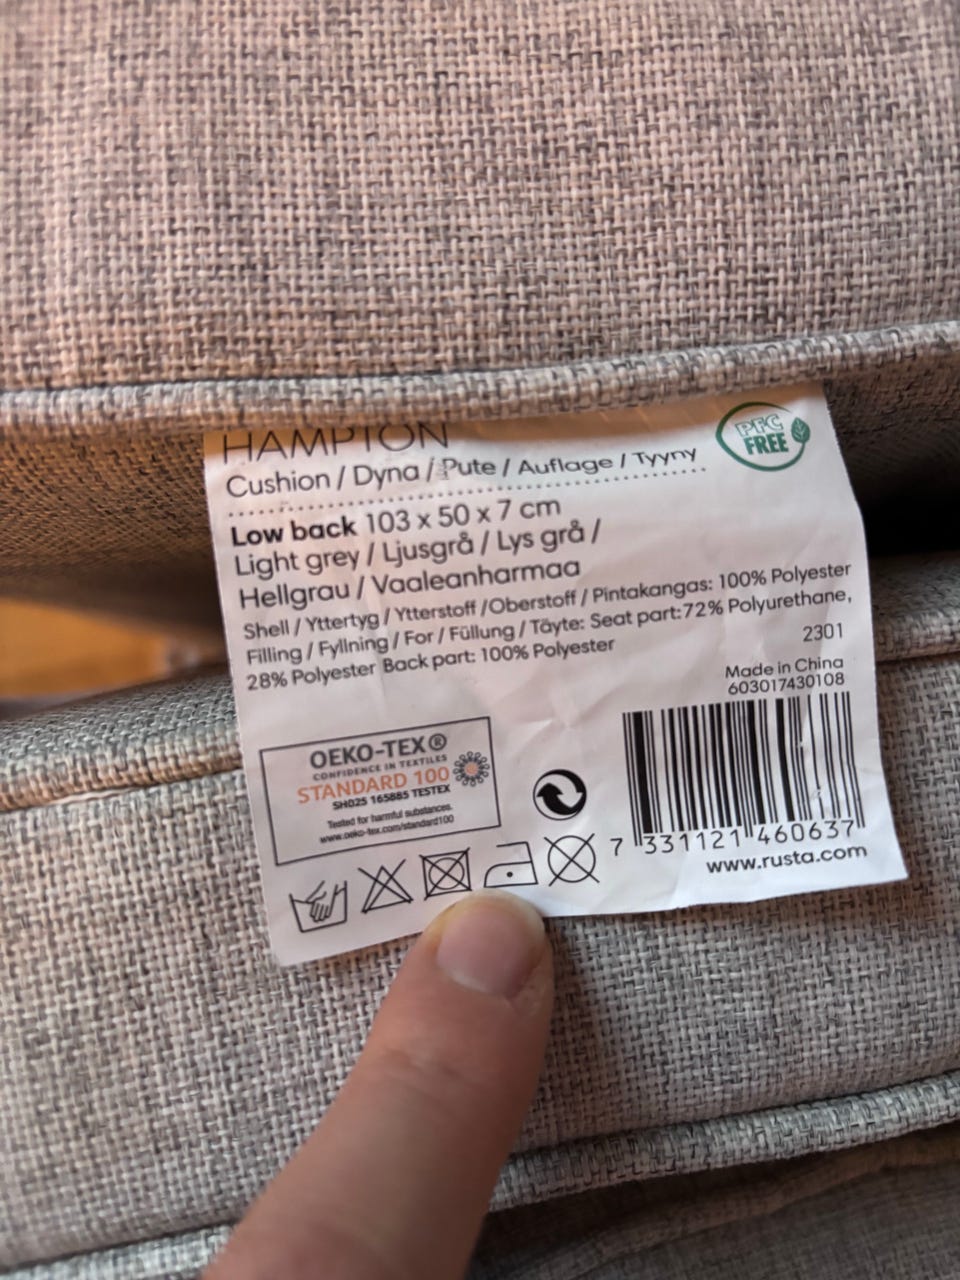 HAMPTON
Cushion / Dyna / Pute / Auflage / Tyyny
PFC
FREE
Low back 103 x 50 x 7 cm
Light grey / Ljusgrå / Lys grå /
Hellgrau / Vaaleanharmaa
Shell / Yttertyg / Ytterstoff /Oberstoff / Pintakangas: 100% Polyester
Filling / Fyllning / For / Füllung / Täyte: Seat part:72% Polyurethane,
28% Polyester Back part: 100% Polyester
2301
Made in China
603017430108
OEKO-TEX®
CONFIDENCE IN TEXTILES
STANDARD 100
SH025 165885 TESTEX
Tested for harmful substances.
www.oeko-tex.com/standard100
7 331121 460637
www.rusta.com